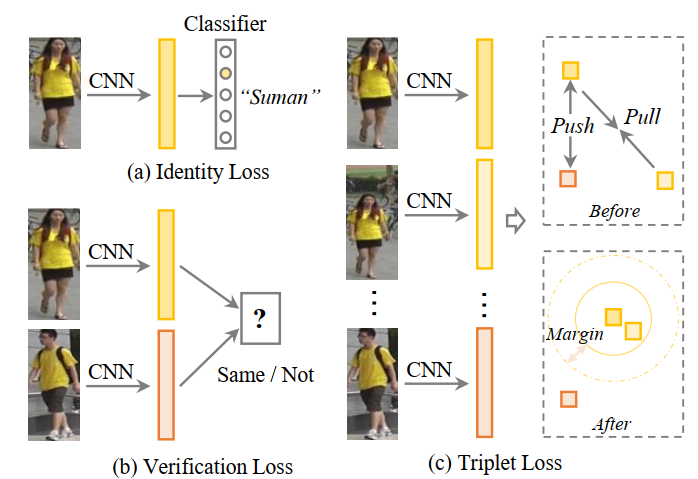 Classifier
CNN
"Suman"
(a) Identity Loss
CNN
?
CNN
Same / Not
(b) Verification Loss
CNN
CNN
CNN
(c) Triplet Loss
Push
Pull
Before
Margin
After